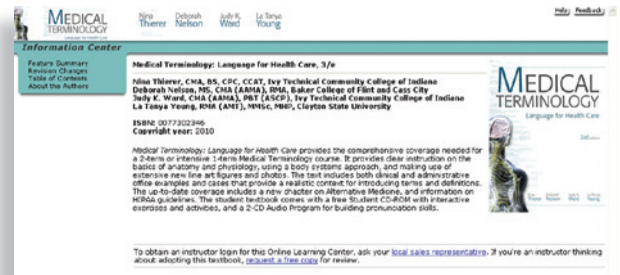 MEDICAL
TERMINOLOGY
Nina Thierer
Deborah Nelson
Judy K. Ward
La Tanya Young
Help Feedback
Information Center
Feature Summary
Revision Changes
Table of Contents
About the Authors
Medical Terminology: Language for Health Care, 3/e
Nina Thierer, CMA, BS, CPC, CCAT, Ivy Technical Community College of Indiana
Deborah Nelson, MS, CMA (AAMA), RMA, Baker College of Flint and Cass City
Judy K. Ward, CMA (AAMA), PBT (ASCP), Ivy Technical Community College of Indiana
La Tanya Young, RMA (AMT), MMSc, MHP, Clayton State University
ISBN: 0077302346
Copyright year: 2010
Medical Terminology: Language for Health Care provides the comprehensive coverage needed for
a 2-term or intensive 1-term Medical Terminology course. It provides clear instruction on the
basics of anatomy and physiology, using a body systems approach, and making use of
extensive new line art figures and photos. The text includes both clinical and administrative
office examples and cases that provide a realistic context for introducing terms and definitions.
The up-to-date coverage includes a new chapter on Alternative Medicine, and information on
HIPAA guidelines. The student textbook comes with a free Student CD-ROM with interactive
exercises and activities, and a 2-CD Audio Program for building pronunciation skills.
MEDICAL
TERMINOLOGY
Language for Health Care
To obtain an instructor login for this Online Learning Center, ask your local sales representative. If you're an instructor thinking
about adopting this textbook, request a free copy for review.